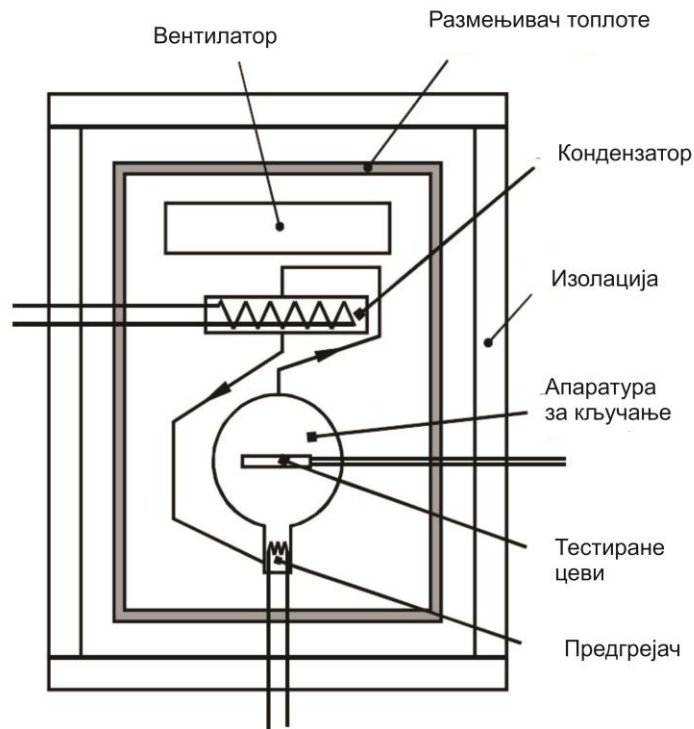 Размењивач топлоте
Вентилатор
Кондензатор
Изолација
Апаратура
за кључање
Тестиране
цеви
Предгрејач